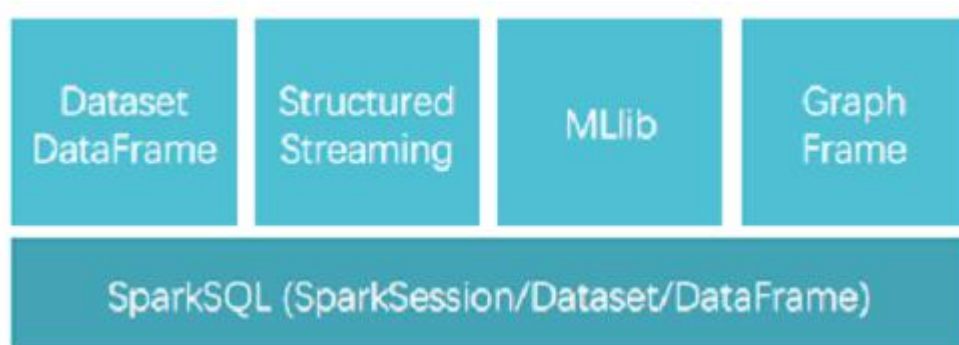 Dataset
DataFrame
Structured
Streaming
MLlib
Graph
Frame
SparkSQL (SparkSession/Dataset/DataFrame)